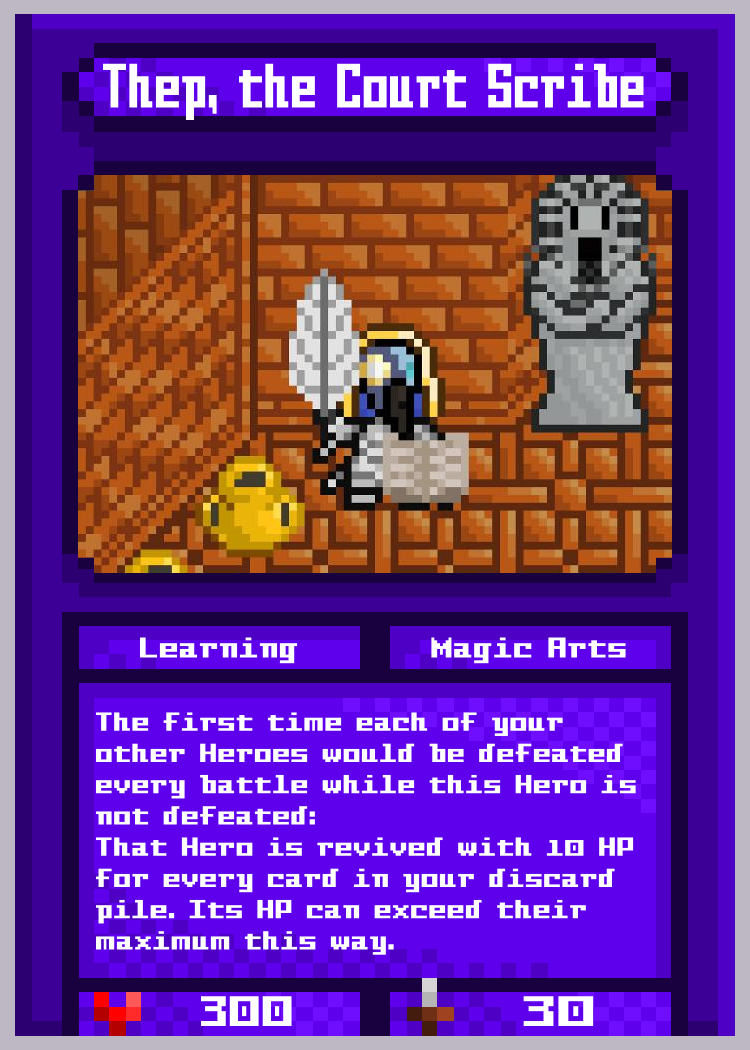 Thep, the Court Scribe
Learning
Magic Arts
The first time each of your
other Heroes would be defeated
every battle while this Hero is
not defeated:
That Hero is revived with 10 HP
for every card in your discard
pile. Its HP can exceed their
maximum this way.
300
30